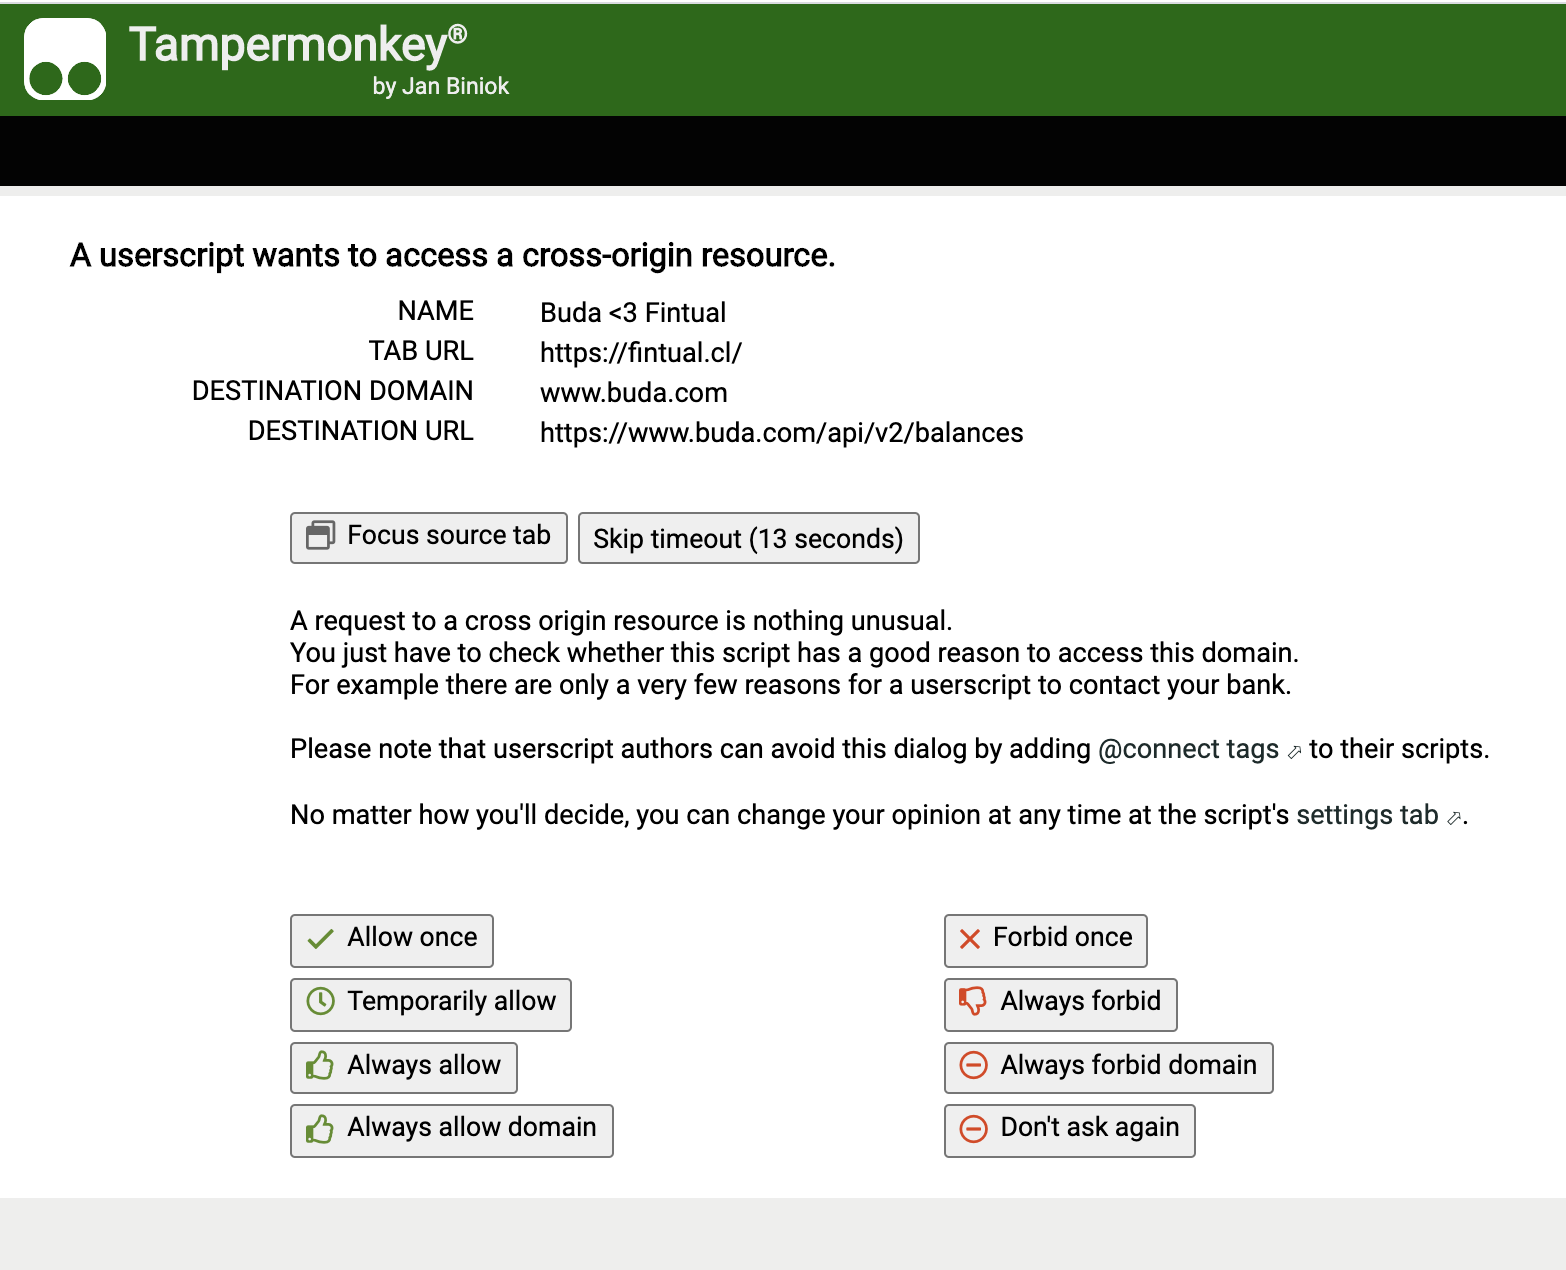 Tampermonkey®
by Jan Biniok
A userscript wants to access a cross-origin resource.
NAME Buda <3 Fintual
TAB URL https://fintual.cl/
DESTINATION DOMAIN www.buda.com
DESTINATION URL https://www.buda.com/api/v2/balances
Focus source tab Skip timeout (13 seconds)
A request to a cross origin resource is nothing unusual.
You just have to check whether this script has a good reason to access this domain.
For example there are only a very few reasons for a userscript to contact your bank.
Please note that userscript authors can avoid this dialog by adding @connect tags to their scripts.
No matter how you'll decide, you can change your opinion at any time at the script's settings tab .
Allow once Forbid once
Temporarily allow Always forbid
Always allow Always forbid domain
Always allow domain Don't ask again